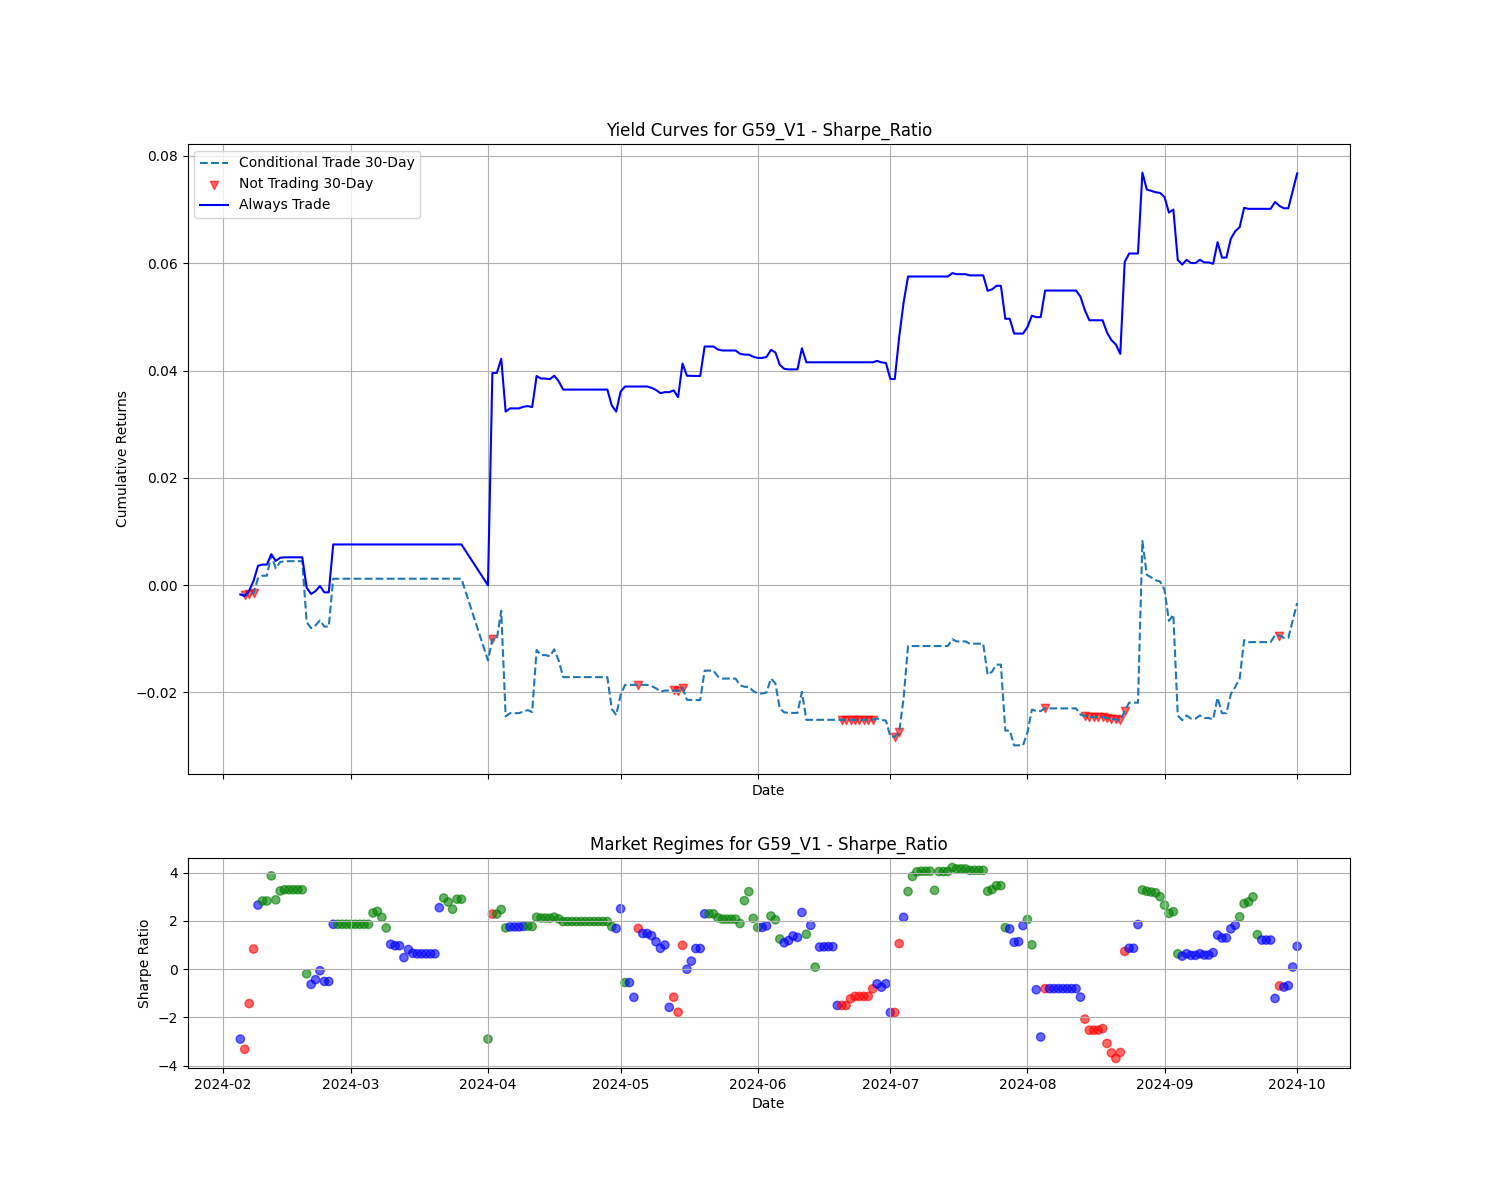 Yield Curves for G59_V1 - Sharpe_Ratio
Conditional Trade 30-Day
Not Trading 30-Day
Always Trade
0.08
0.06
0.04
0.02
0.00
−0.02
Cumulative Returns
Date
Market Regimes for G59_V1 - Sharpe_Ratio
4
2
0
−2
−4
Sharpe Ratio
2024-02 2024-03 2024-04 2024-05 2024-06 2024-07 2024-08 2024-09 2024-10
Date